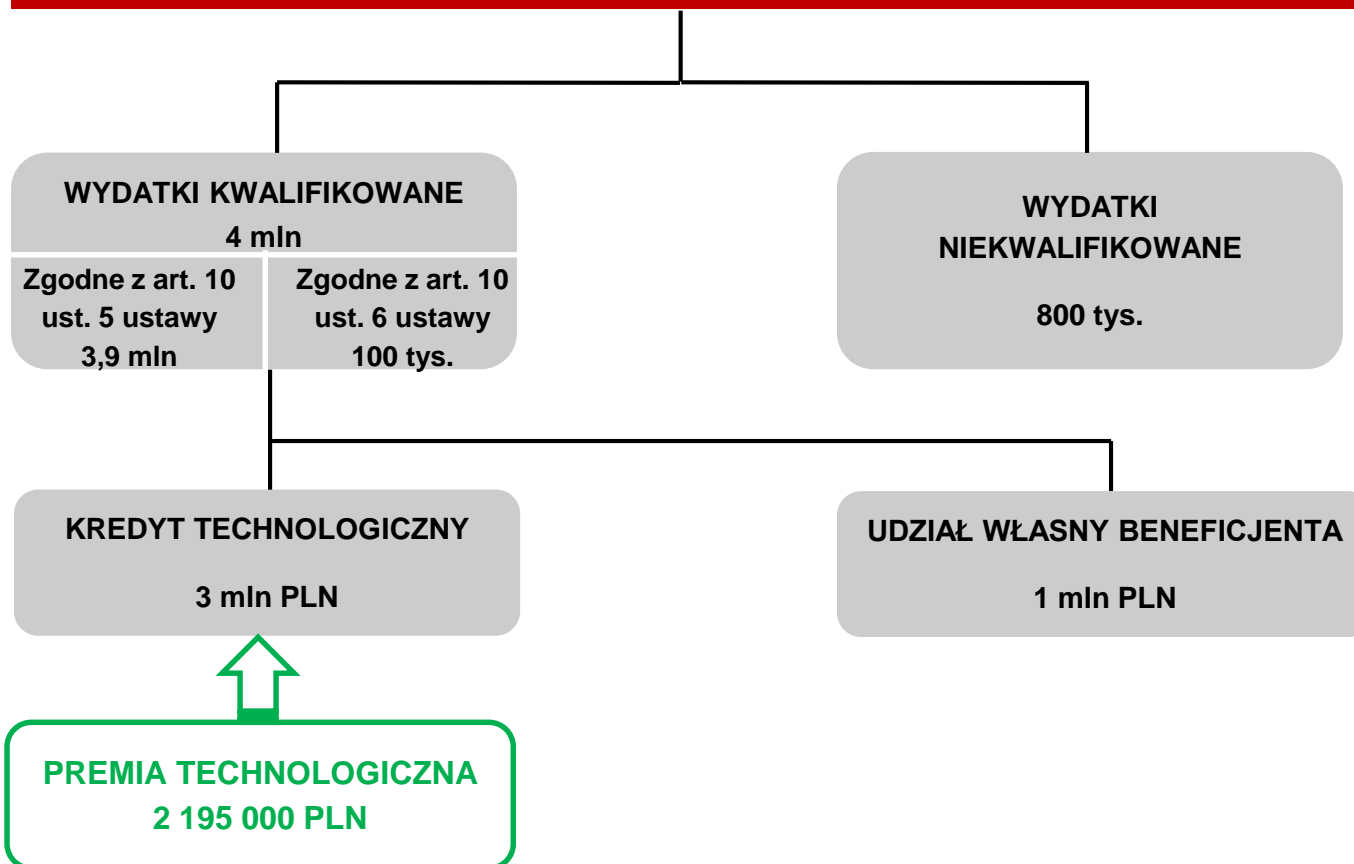 WYDATKI KWALIFIKOWANE
4 mln
Zgodne z art. 10
ust. 5 ustawy
3,9 mln
Zgodne z art. 10
ust. 6 ustawy
100 tys.
WYDATKI
NIEKWALIFIKOWANE
800 tys.
KREDYT TECHNOLOGICZNY
3 mln PLN
UDZIAŁ WŁASNY BENEFICJENTA
1 mln PLN
PREMIA TECHNOLOGICZNA
2 195 000 PLN